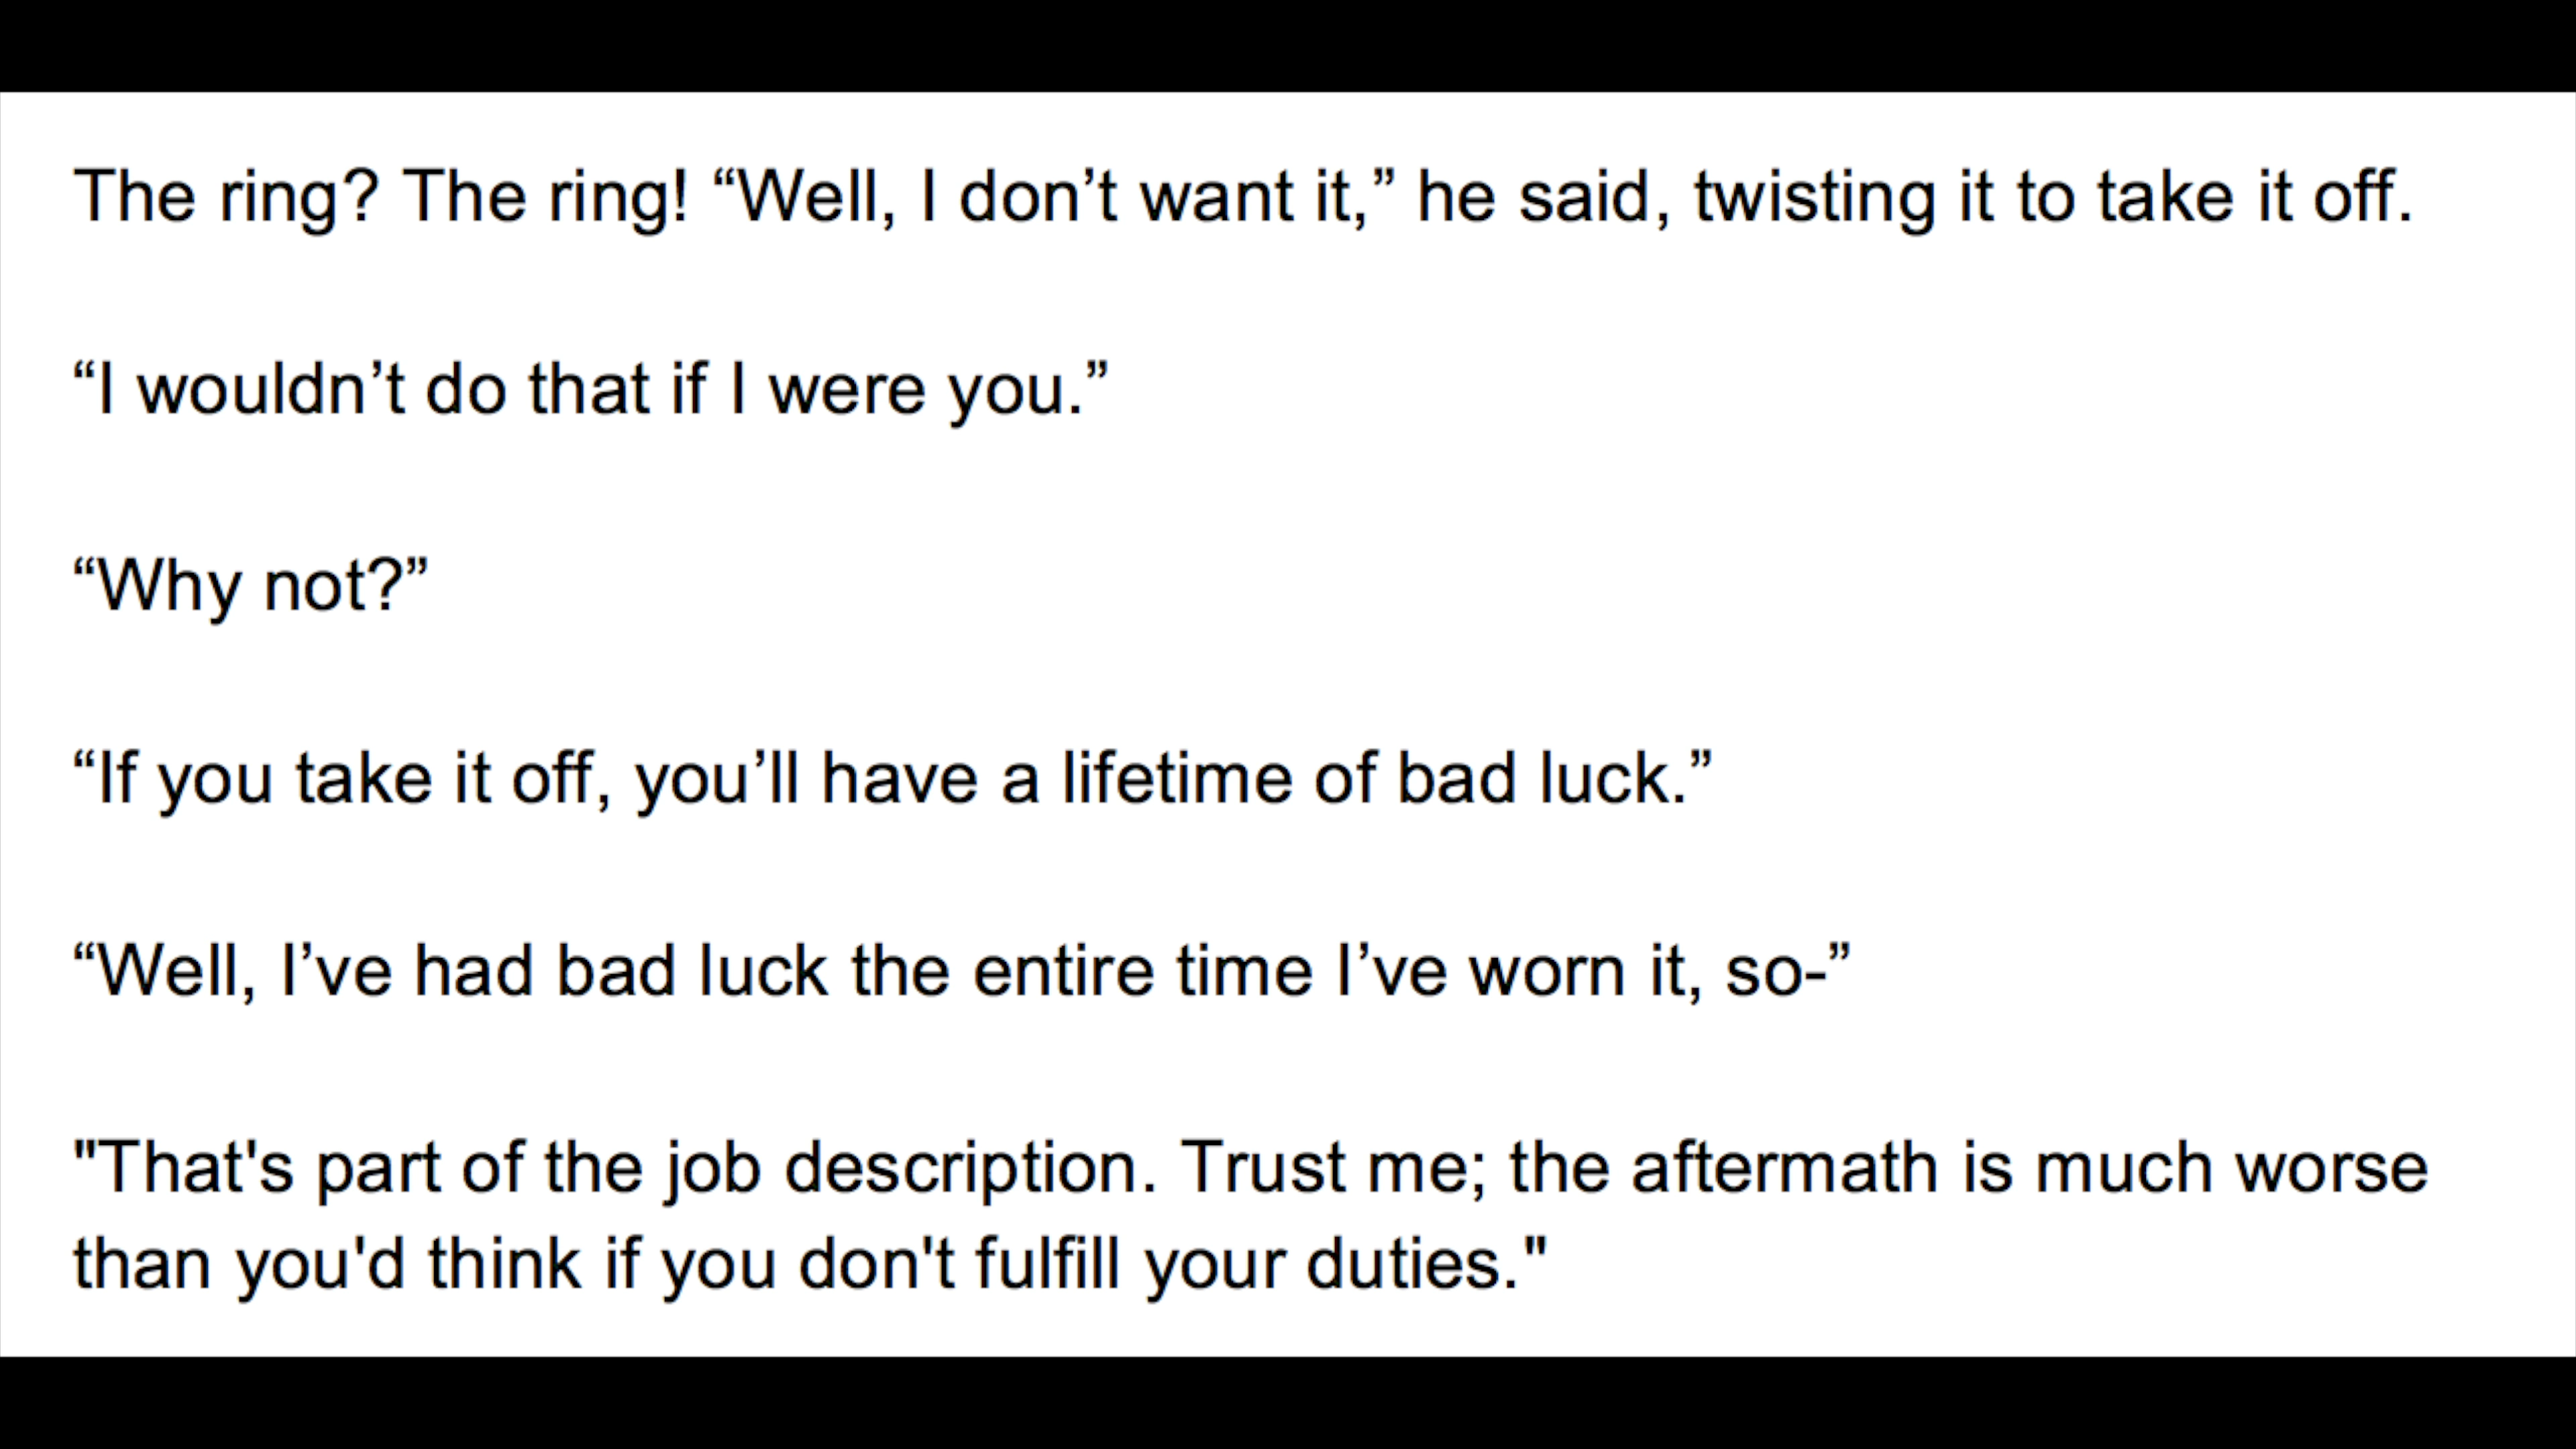 The ring? The ring! “Well, I don’t want it,” he said, twisting it to take it off.
“I wouldn’t do that if I were you.”
“Why not?”
“If you take it off, you’ll have a lifetime of bad luck.”
“Well, I’ve had bad luck the entire time I’ve worn it, so-”
"That's part of the job description. Trust me; the aftermath is much worse
than you'd think if you don't fulfill your duties."